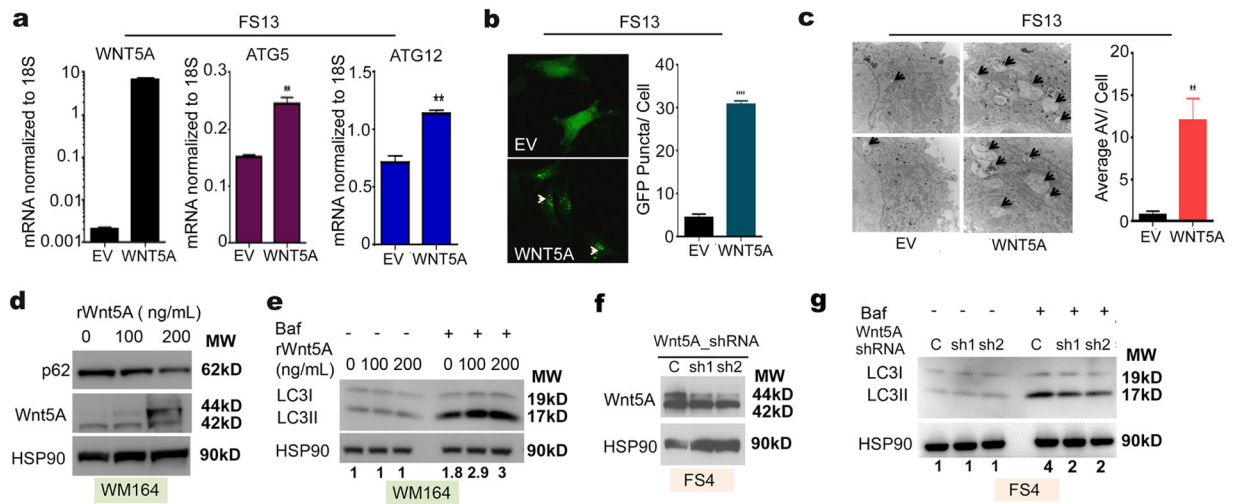 a
FS13
WNT5A
ATG5
ATG12
mRNA normalized to 18S
10
1
0.1
0.01
0.001
EV WNT5A
mRNA normalized to 18S
0.3
0.2
0.1
0
**
EV WNT5A
mRNA normalized to 18S
1.5
1.0
0.5
0
**
EV WNT5A
b
FS13
EV
WNT5A
GFP Puncta/ Cell
40
30
20
10
0
EV WNT5A
c
FS13
EV
WNT5A
Average AV/ Cell
20
15
10
5
0
**
EV WNT5A
d
rWnt5A ( ng/mL)
0 100 200 MW
p62 62kD
Wnt5A 44kD
42kD
HSP90 90kD
WM164
e
Baf - - - + + +
rWnt5A
(ng/mL) 0 100 200 0 100 200
MW
LC3I 19kD
LC3II 17kD
HSP90 90kD
1 1 1 1.8 2.9 3
WM164
f
Wnt5A_shRNA
C sh1 sh2 MW
Wnt5A 44kD
42kD
HSP90 90kD
FS4
g
Baf - - - + + +
Wnt5A
shRNA C sh1 sh2 C sh1 sh2
MW
LC3I 19kD
LC3II 17kD
HSP90 90kD
1 1 1 4 2 2
FS4